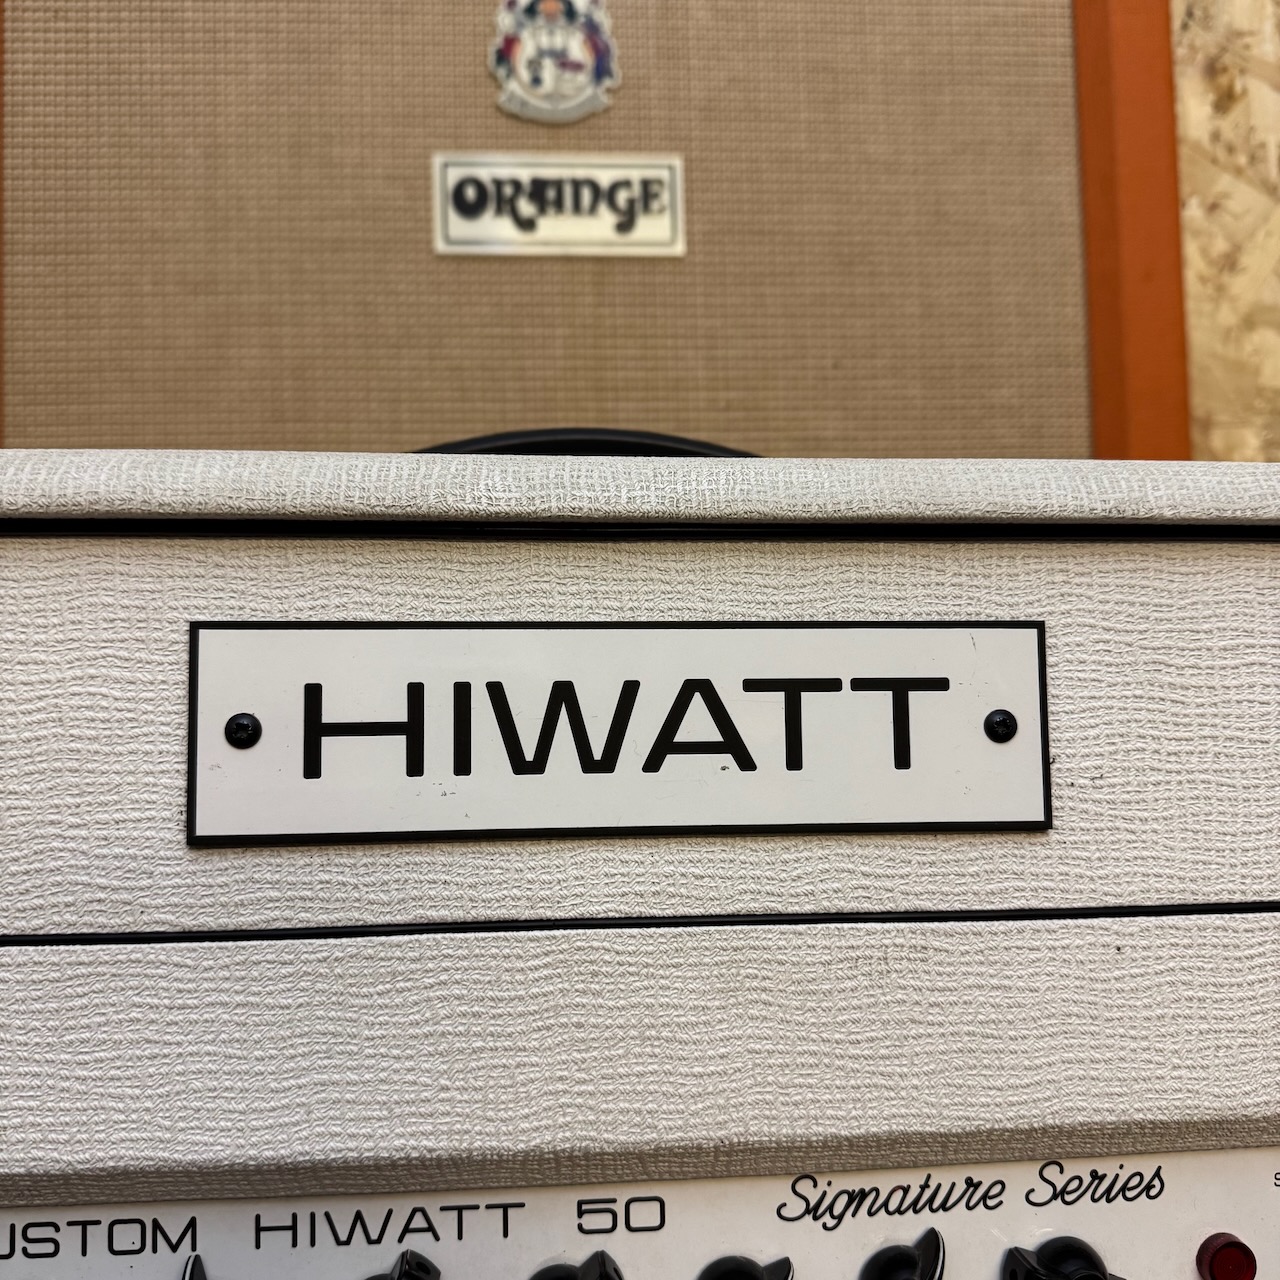 ORANGE
HIWATT
USTOM HIWATT 50
Signature Series
S